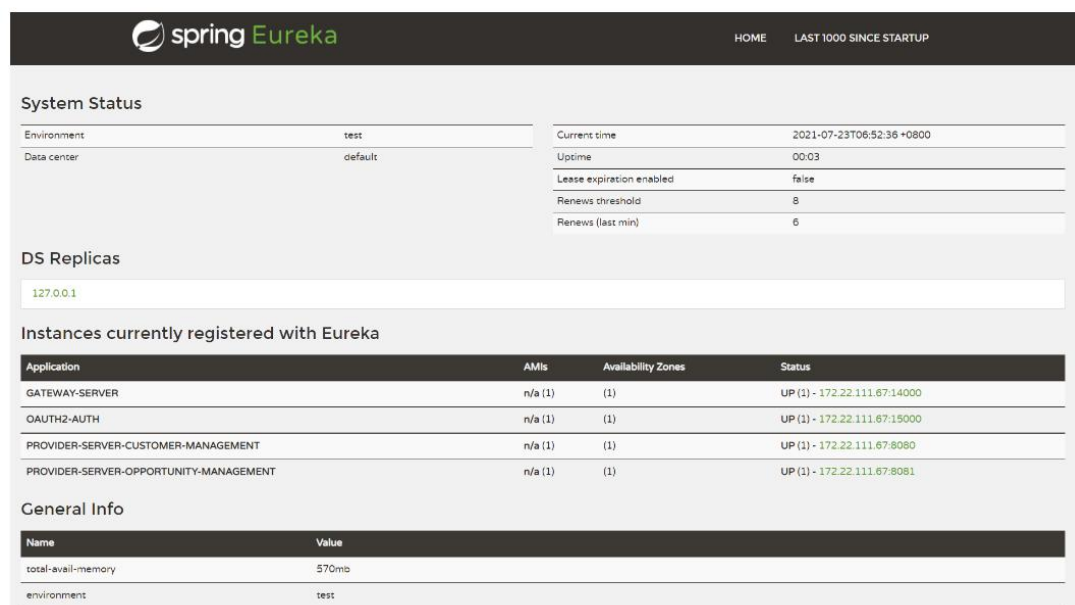 spring Eureka HOME LAST 1000 SINCE STARTUP
System Status
Environment test Current time 2021-07-23T06:52:36 +0800
Data center default Uptime 00:03
Lease expiration enabled false
Renews threshold 8
Renews (last min) 6
DS Replicas
127.0.0.1
Instances currently registered with Eureka
Application AMIs Availability Zones Status
GATEWAY-SERVER n/a (1) (1) UP (1) - 172.22.111.67:14000
OAUTH2-AUTH n/a (1) (1) UP (1) - 172.22.111.67:15000
PROVIDER-SERVER-CUSTOMER-MANAGEMENT n/a (1) (1) UP (1) - 172.22.111.67:8080
PROVIDER-SERVER-OPPORTUNITY-MANAGEMENT n/a (1) (1) UP (1) - 172.22.111.67:8081
General Info
Name Value
total-avail-memory 570mb
environment test